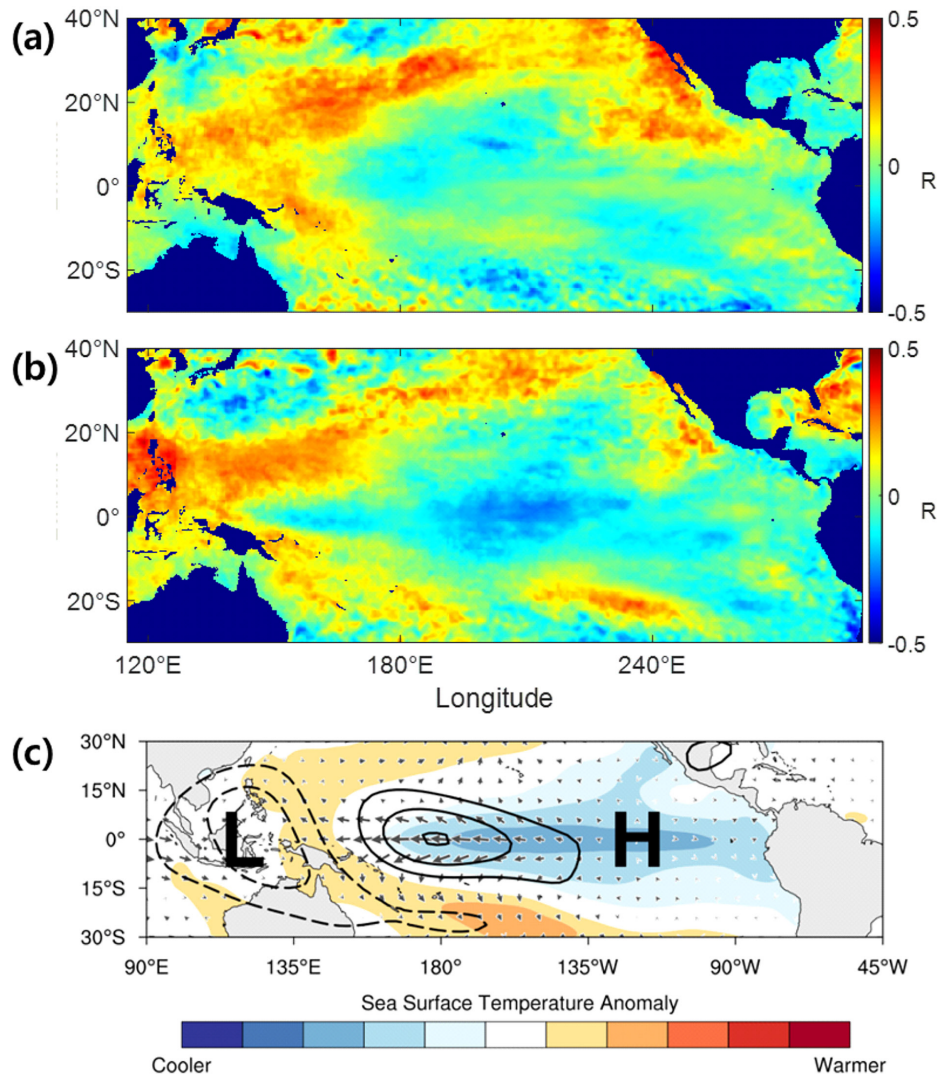 (a)
40°N
20°N
0°
20°S
0.5
0
R
-0.5
(b)
40°N
20°N
0°
20°S
0.5
0
R
-0.5
120°E 180°E 240°E
Longitude
(c)
30°N
15°N
0°
15°S
30°S
L H
90°E 135°E 180° 135°W 90°W 45°W
Sea Surface Temperature Anomaly
Cooler Warmer